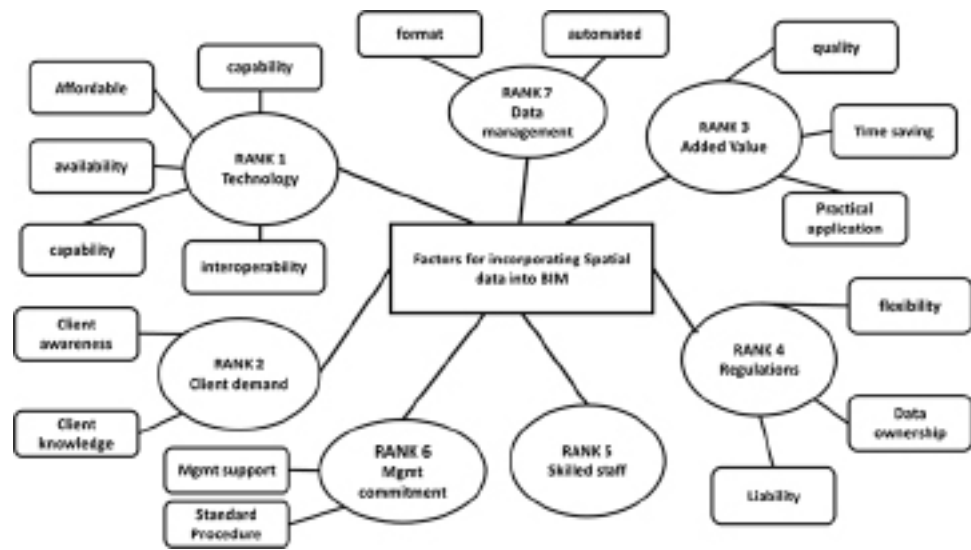 format
automated
quality
capability
Affordable
RANK 7
Data
management
RANK 3
Added Value
Time saving
RANK 1
Technology
availability
Practical
application
capability
interoperability
Factors for incorporating Spatial
data into BIM
flexibility
Client
awareness
RANK 2
Client demand
RANK 4
Regulations
Client
knowledge
Data
ownership
RANK 6
Mgmt
commitment
RANK 5
Skilled staff
Mgmt support
Liability
Standard
Procedure